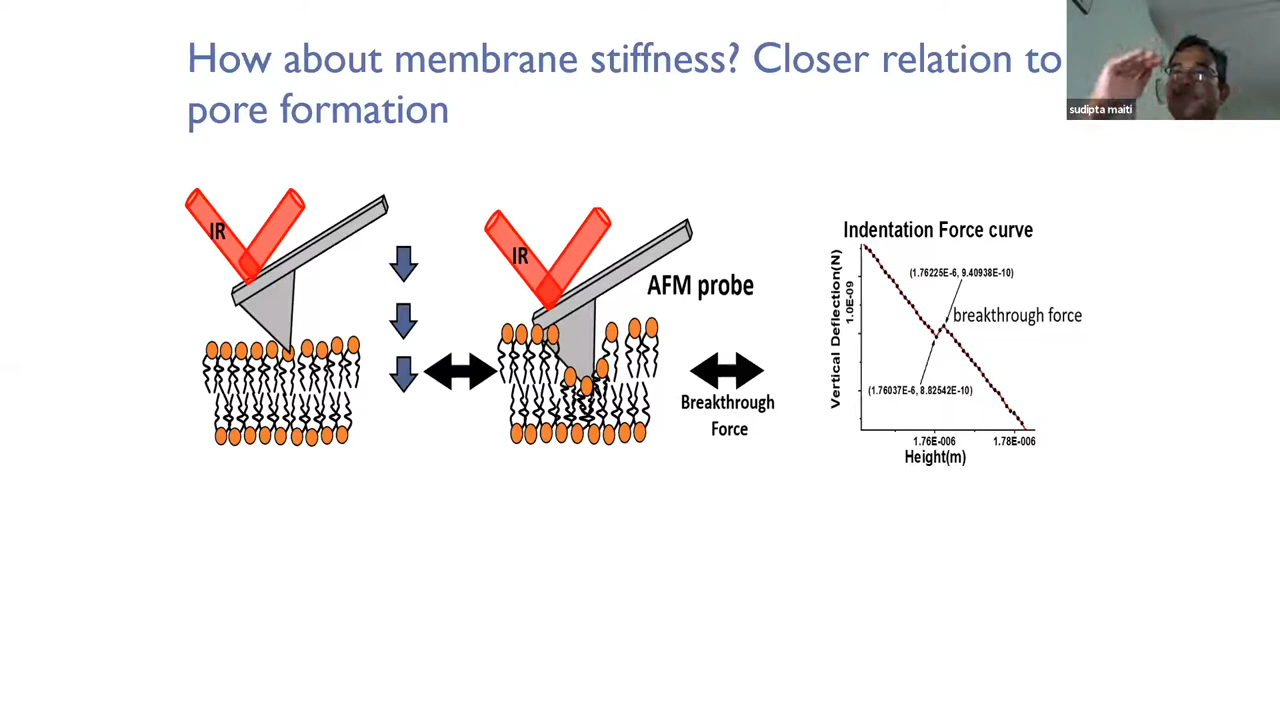 How about membrane stiffness? Closer relation to
pore formation
sudipta maiti
IR
IR
AFM probe
Breakthrough
Force
Indentation Force curve
(1.76225E-6, 9.40938E-10)
breakthrough force
(1.76037E-6, 8.82542E-10)
Vertical Deflection(N)
1.0E-09
1.76E-006
1.78E-006
Height(m)